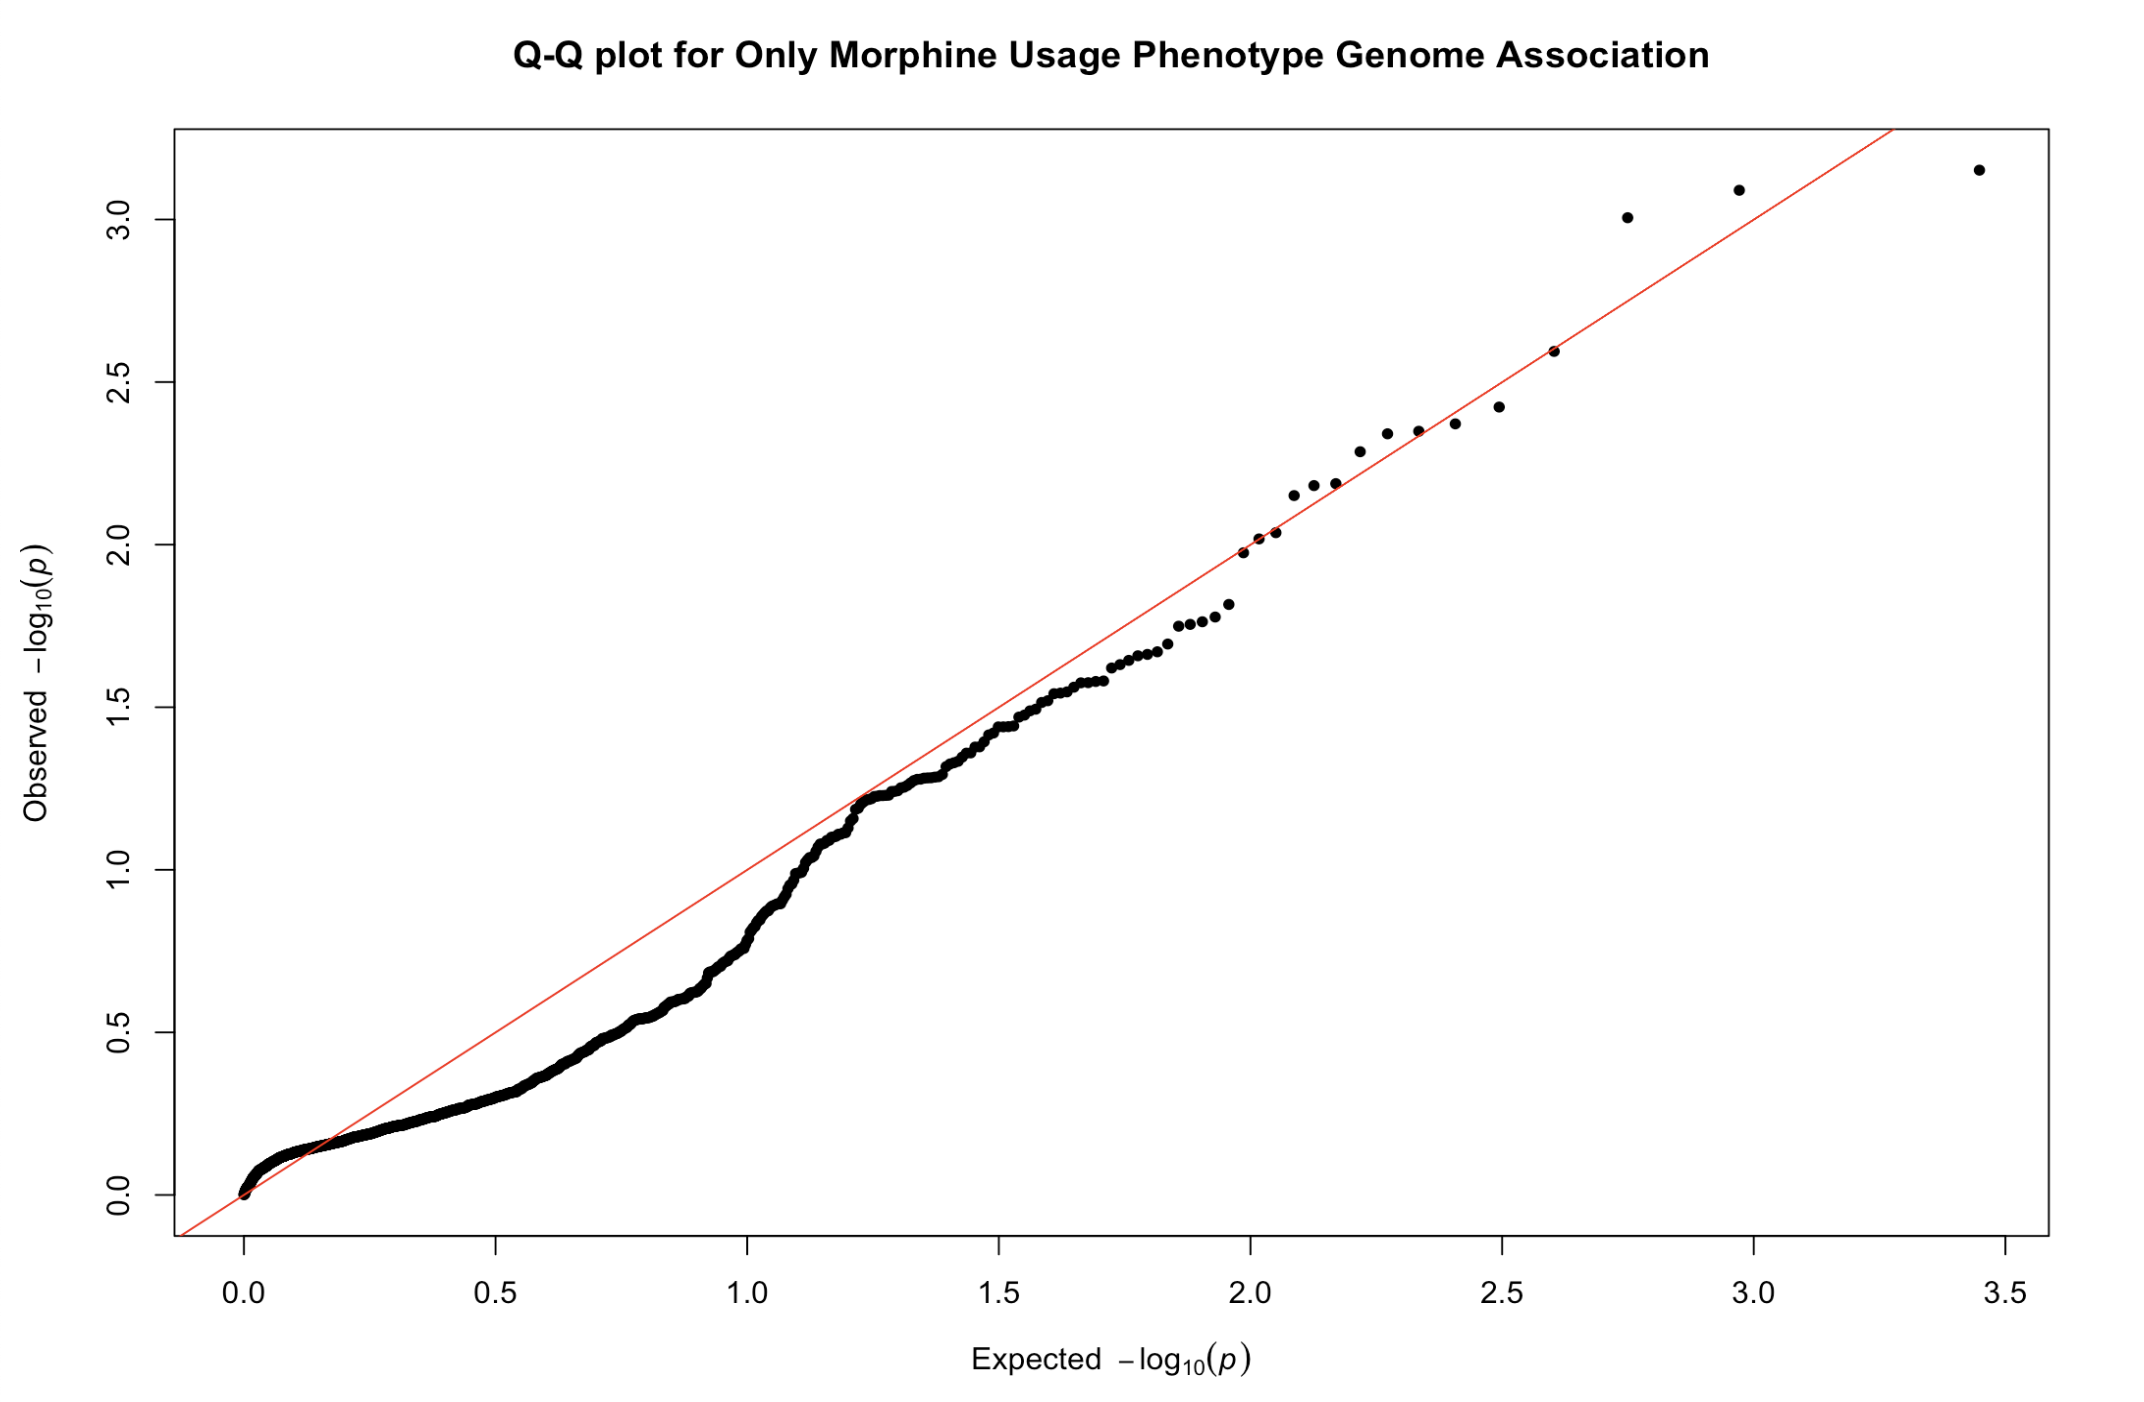 Q-Q plot for Only Morphine Usage Phenotype Genome Association
Observed −log10(p)
3.0
2.5
2.0
1.5
1.0
0.5
0.0
0.0 0.5 1.0 1.5 2.0 2.5 3.0 3.5
Expected −log10(p)